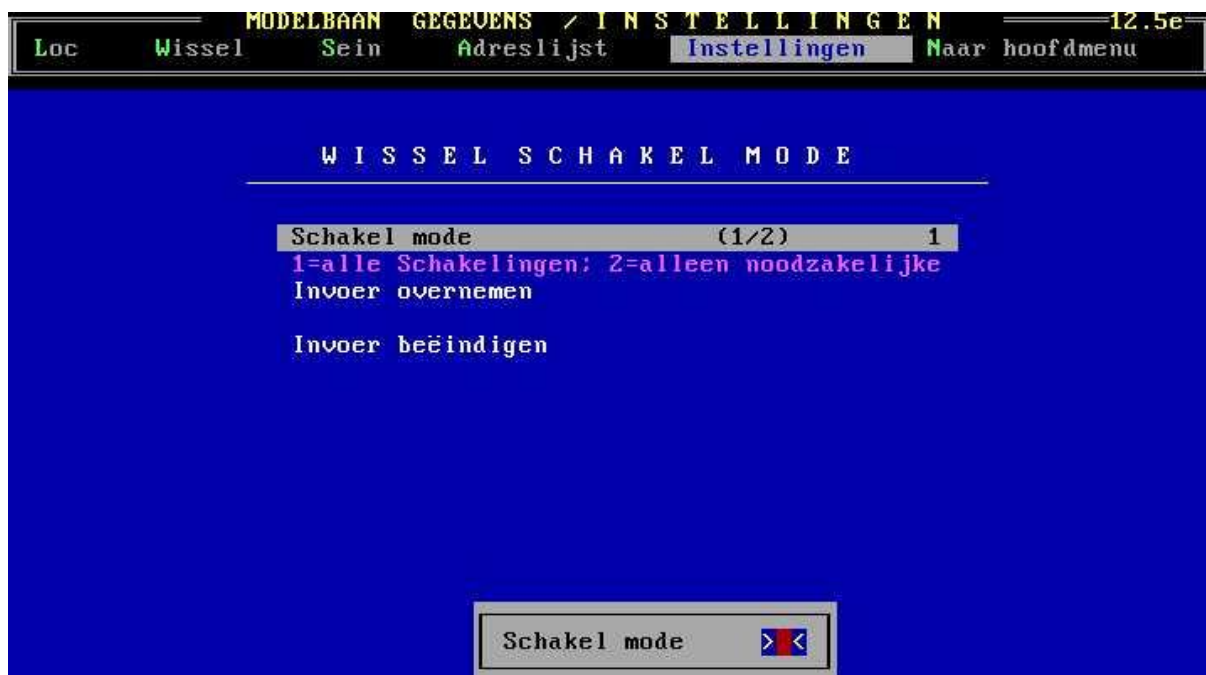 MODELBAAN GEGEVENS / I N S T E L L I N G E N 12.5e
Loc Wissel Sein Adreslijst Instellingen Naar hoofdmenu
W I S S E L S C H A K E L M O D E
Schakel mode (1/2) 1
1=alle Schakelingen; 2=alleen noodzakelijke
Invoer overnemen
Invoer beëindigen
Schakel mode > <